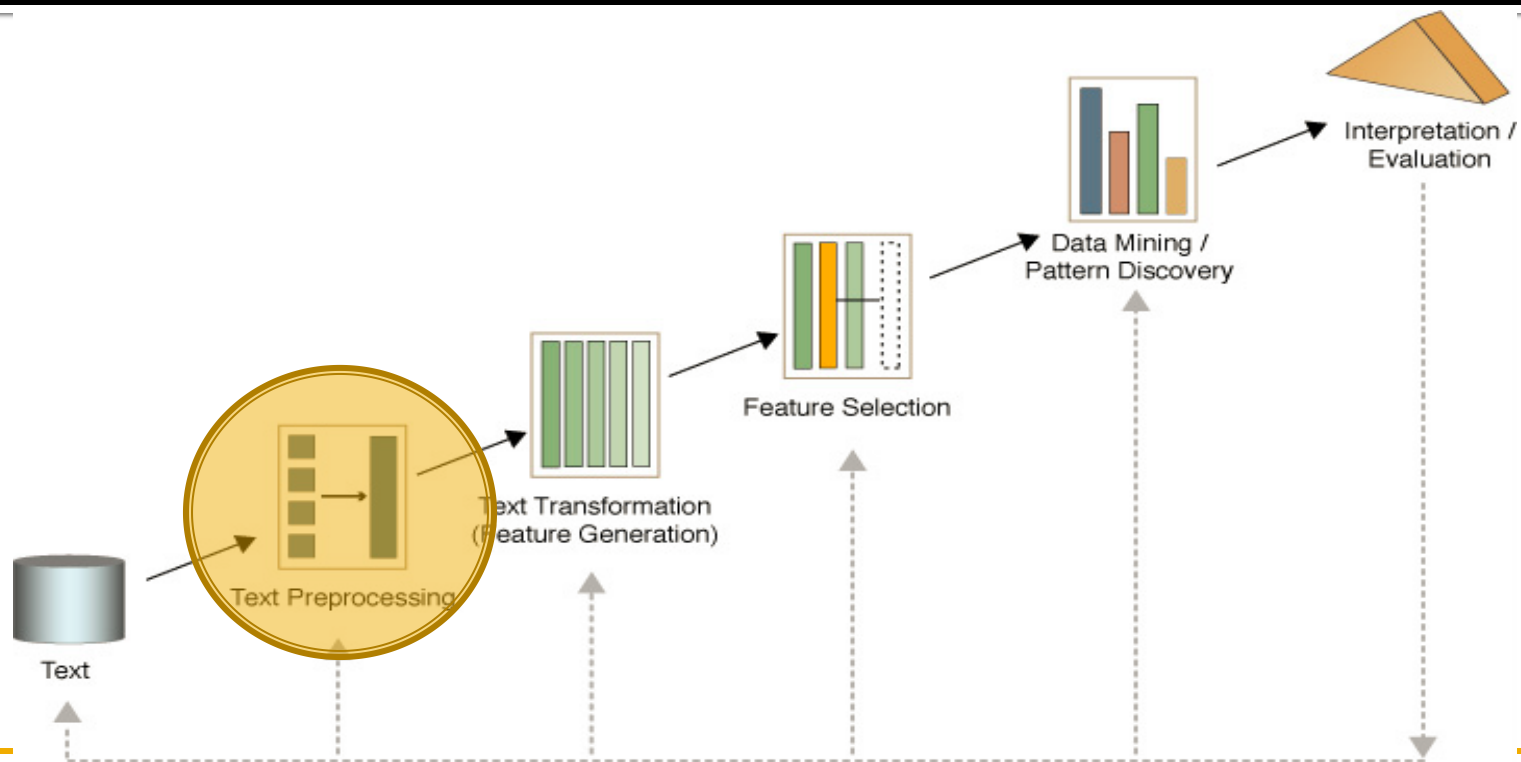 Text
Text Preprocessing
Text Transformation
(Feature Generation)
Feature Selection
Data Mining /
Pattern Discovery
Interpretation /
Evaluation